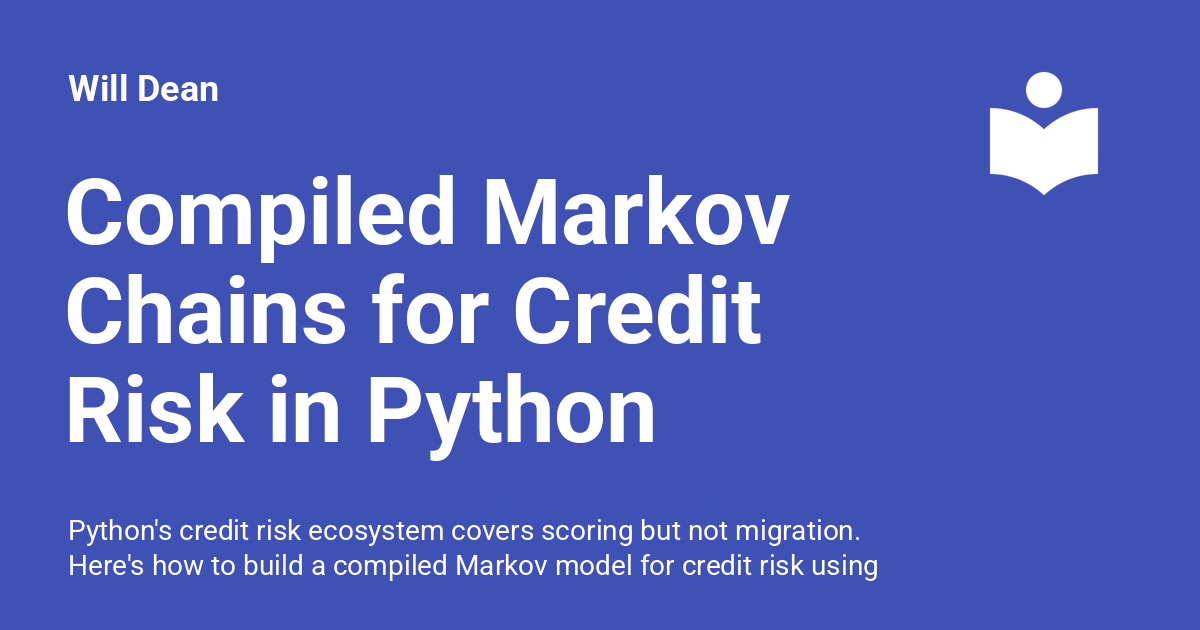 Will Dean
Compiled Markov
Chains for Credit
Risk in Python
Python's credit risk ecosystem covers scoring but not migration.
Here's how to build a compiled Markov model for credit risk using